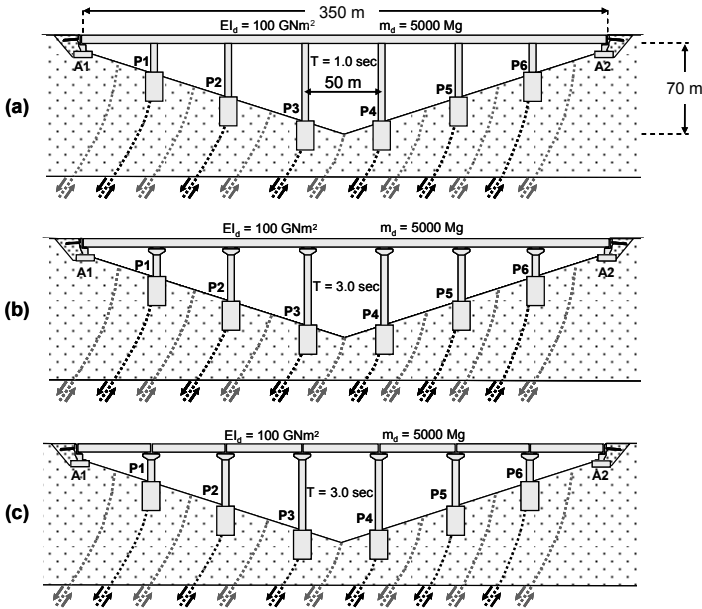 350 m
EId = 100 GNm² md = 5000 Mg
A1 P1 T = 1.0 sec P6 A2
P2 50 m P5 70 m
(a) P3 P4
EId = 100 GNm² md = 5000 Mg
A1 P1 P6 A2
P2 T = 3.0 sec P5
(b) P3 P4
EId = 100 GNm² md = 5000 Mg
A1 P1 P6 A2
P2 T = 3.0 sec P5
(c) P3 P4